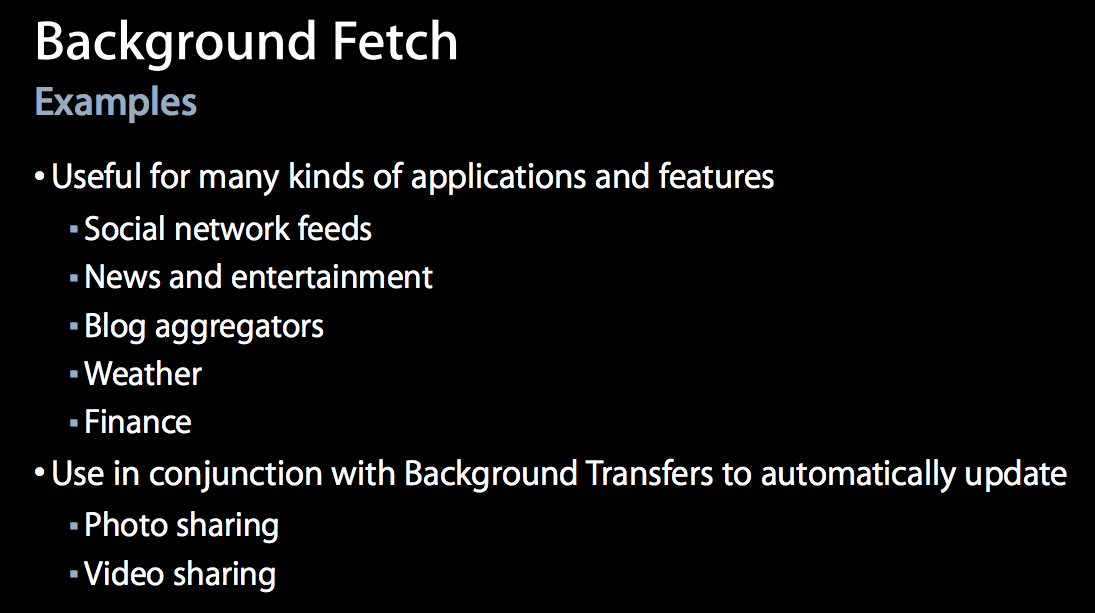 Background Fetch
Examples
• Useful for many kinds of applications and features
▪ Social network feeds
▪ News and entertainment
▪ Blog aggregators
▪ Weather
▪ Finance
• Use in conjunction with Background Transfers to automatically update
▪ Photo sharing
▪ Video sharing